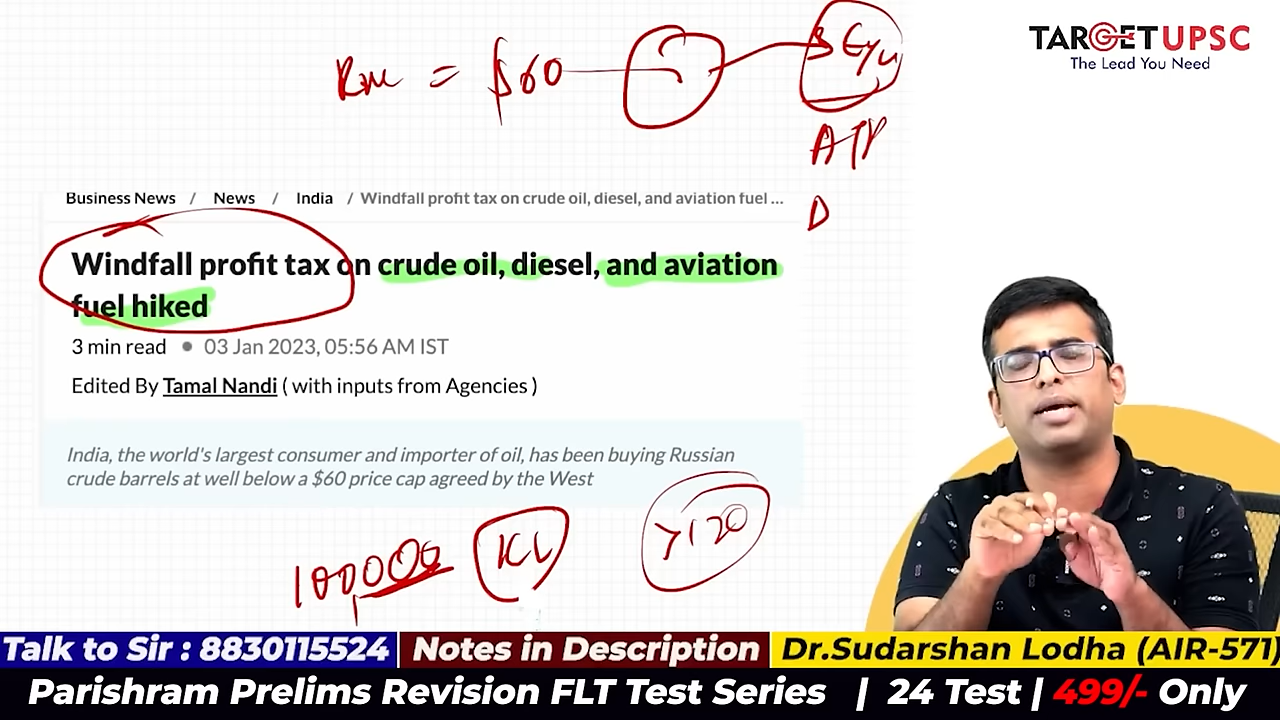 TARGET UPSC
The Lead You Need
= $60
Business News / News / India / Windfall profit tax on crude oil, diesel, and aviation fuel ...
Windfall profit tax on crude oil, diesel, and aviation
fuel hiked
3 min read • 03 Jan 2023, 05:56 AM IST
Edited By Tamal Nandi ( with inputs from Agencies )
India, the world's largest consumer and importer of oil, has been buying Russian
crude barrels at well below a $60 price cap agreed by the West
KL
>120
Talk to Sir : 8830115524
Notes in Description
Dr.Sudarshan Lodha (AIR-571)
Parishram Prelims Revision FLT Test Series | 24 Test | 499/- Only